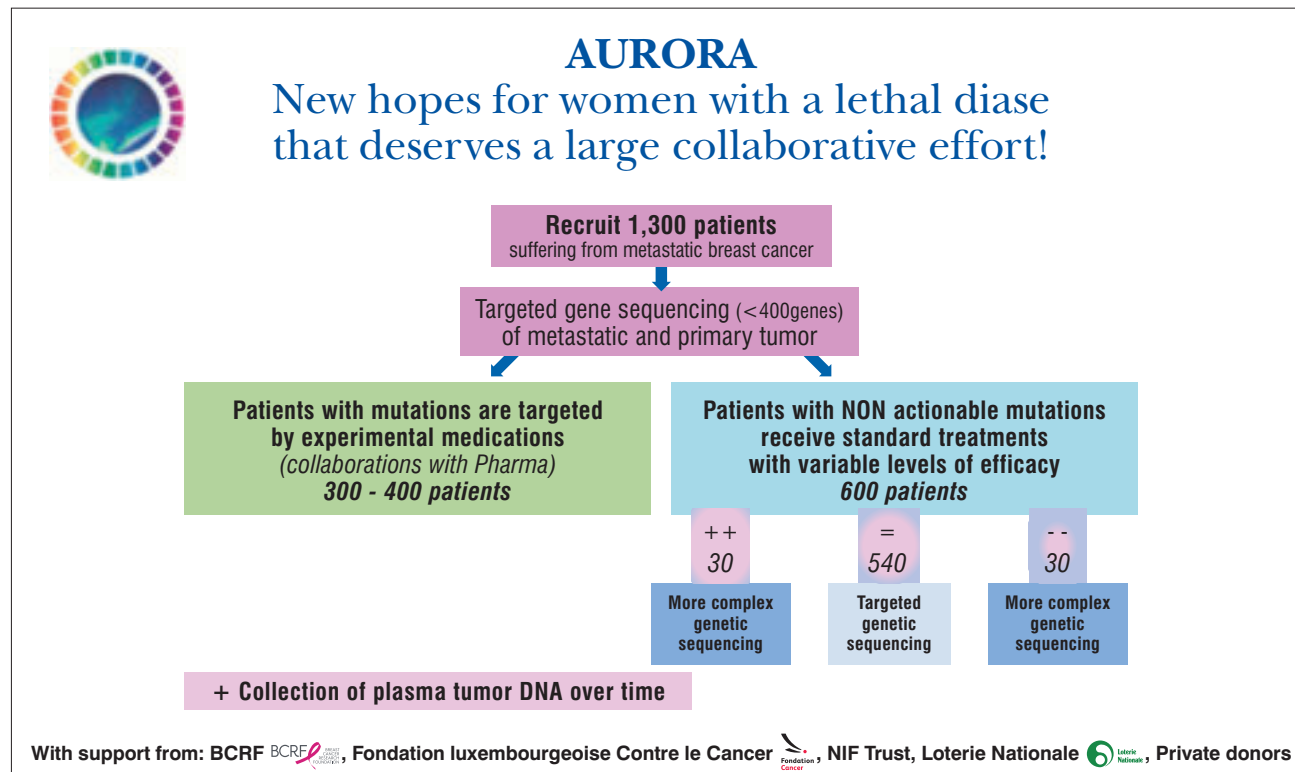 AURORA
New hopes for women with a lethal diase
that deserves a large collaborative effort!
Recruit 1,300 patients
suffering from metastatic breast cancer
Targeted gene sequencing (<400genes)
of metastatic and primary tumor
Patients with mutations are targeted
by experimental medications
(collaborations with Pharma)
300 - 400 patients
Patients with NON actionable mutations
receive standard treatments
with variable levels of efficacy
600 patients
++
30
More complex
genetic
sequencing
=
540
Targeted
genetic
sequencing
--
30
More complex
genetic
sequencing
+ Collection of plasma tumor DNA over time
With support from: BCRF BCRF BREAST CANCER RESEARCH FOUNDATION, Fondation luxembourgeoise Contre le Cancer Fondation Cancer, NIF Trust, Loterie Nationale Loterie Nationale, Private donors